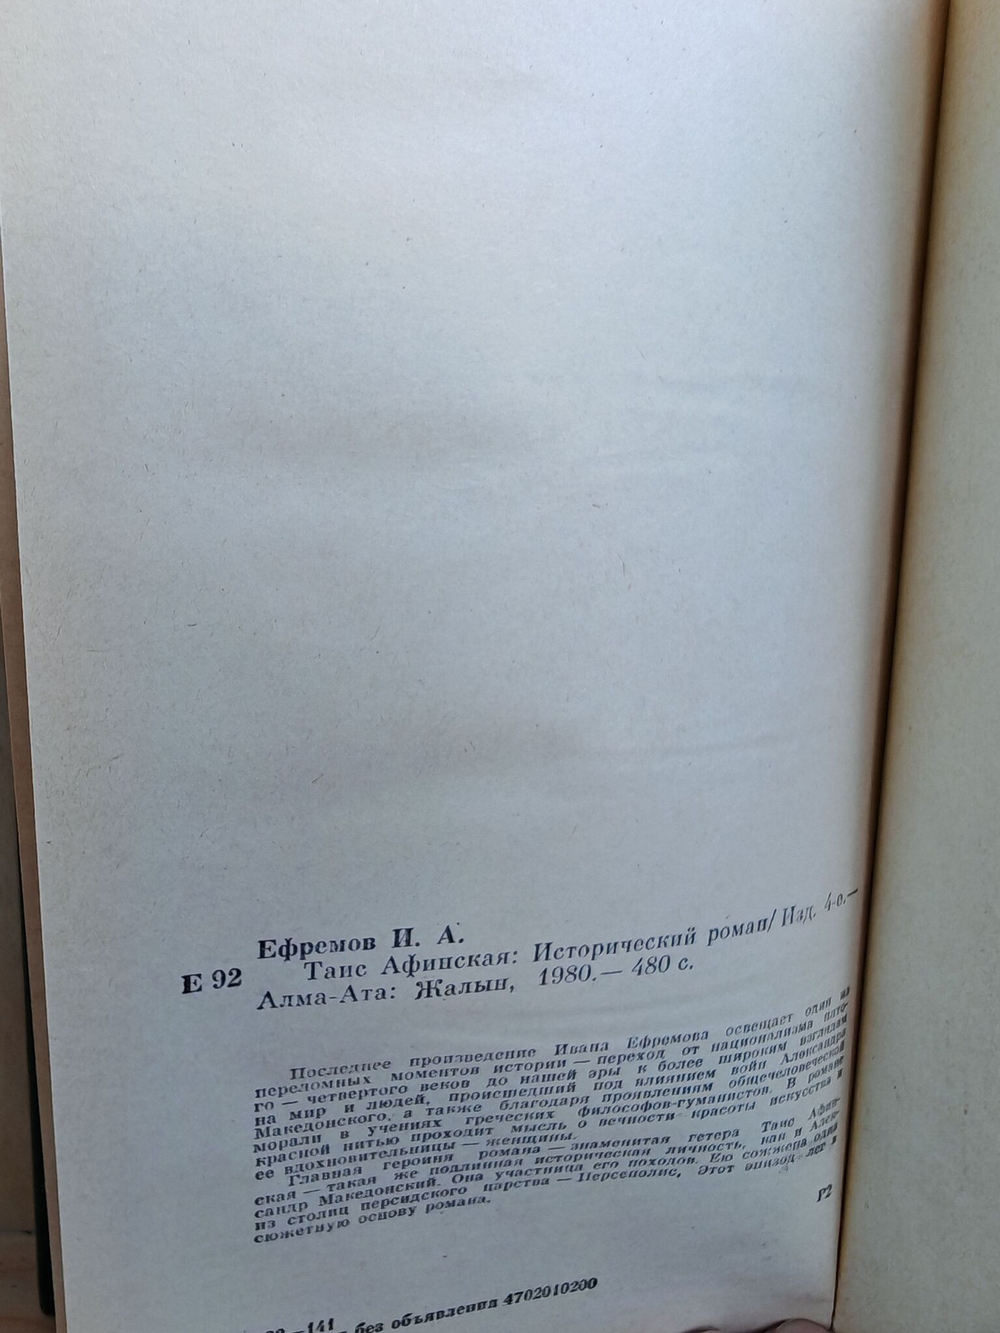 Ефремов И. А.
Е 92 Таис Афинская: Исторический роман/ Изд. 4-е.—
Алма-Ата: Жалын, 1980.— 480 с.
Последнее произведение Ивана Ефремова освещает один из
переломных моментов истории — переход от национализма пято-
го — четвертого веков до нашей эры к более широким взглядам
на мир и людей, происшедший под влиянием войн Александра
Македонского, а также благодаря проявлениям общечеловеческой
морали в учениях греческих философов-гуманистов. В романе
красной нитью проходит мысль о вечности красоты искусства и
ее вдохновительницы — женщины.
Главная героиня романа — знаменитая гетера Таис Афин-
ская — такая же подлинная историческая личность, как и Алек-
сандр Македонский. Она участница его походов. Ею сожжена одна
из столиц персидского царства — Персеполис. Этот эпизод лег в
сюжетную основу романа.
Р2
—141
без объявления 4702010200